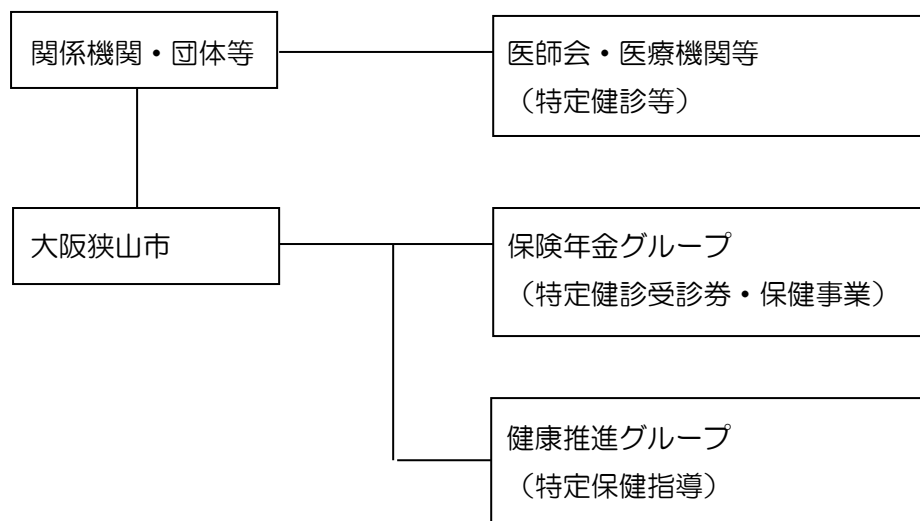 関係機関・団体等
医師会・医療機関等
（特定健診等）
大阪狭山市
保険年金グループ
（特定健診受診券・保健事業）
健康推進グループ
（特定保健指導）